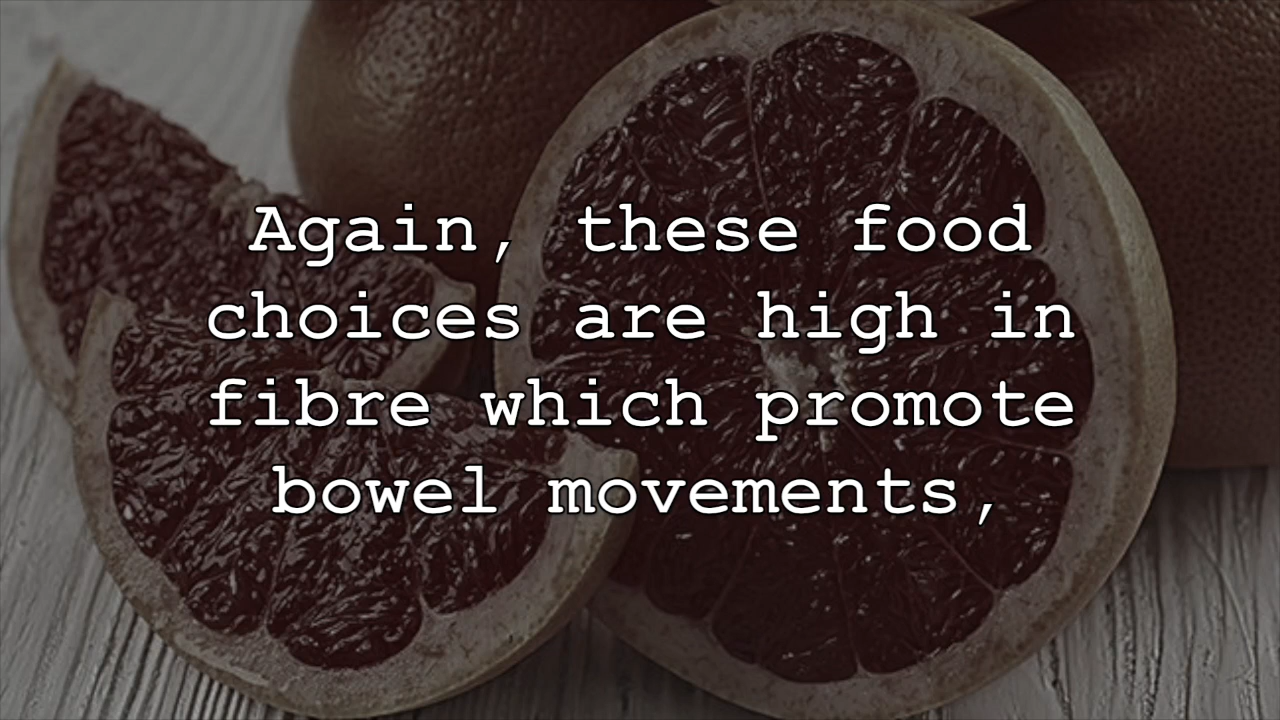 Again, these food
choices are high in
fibre which promote
bowel movements,